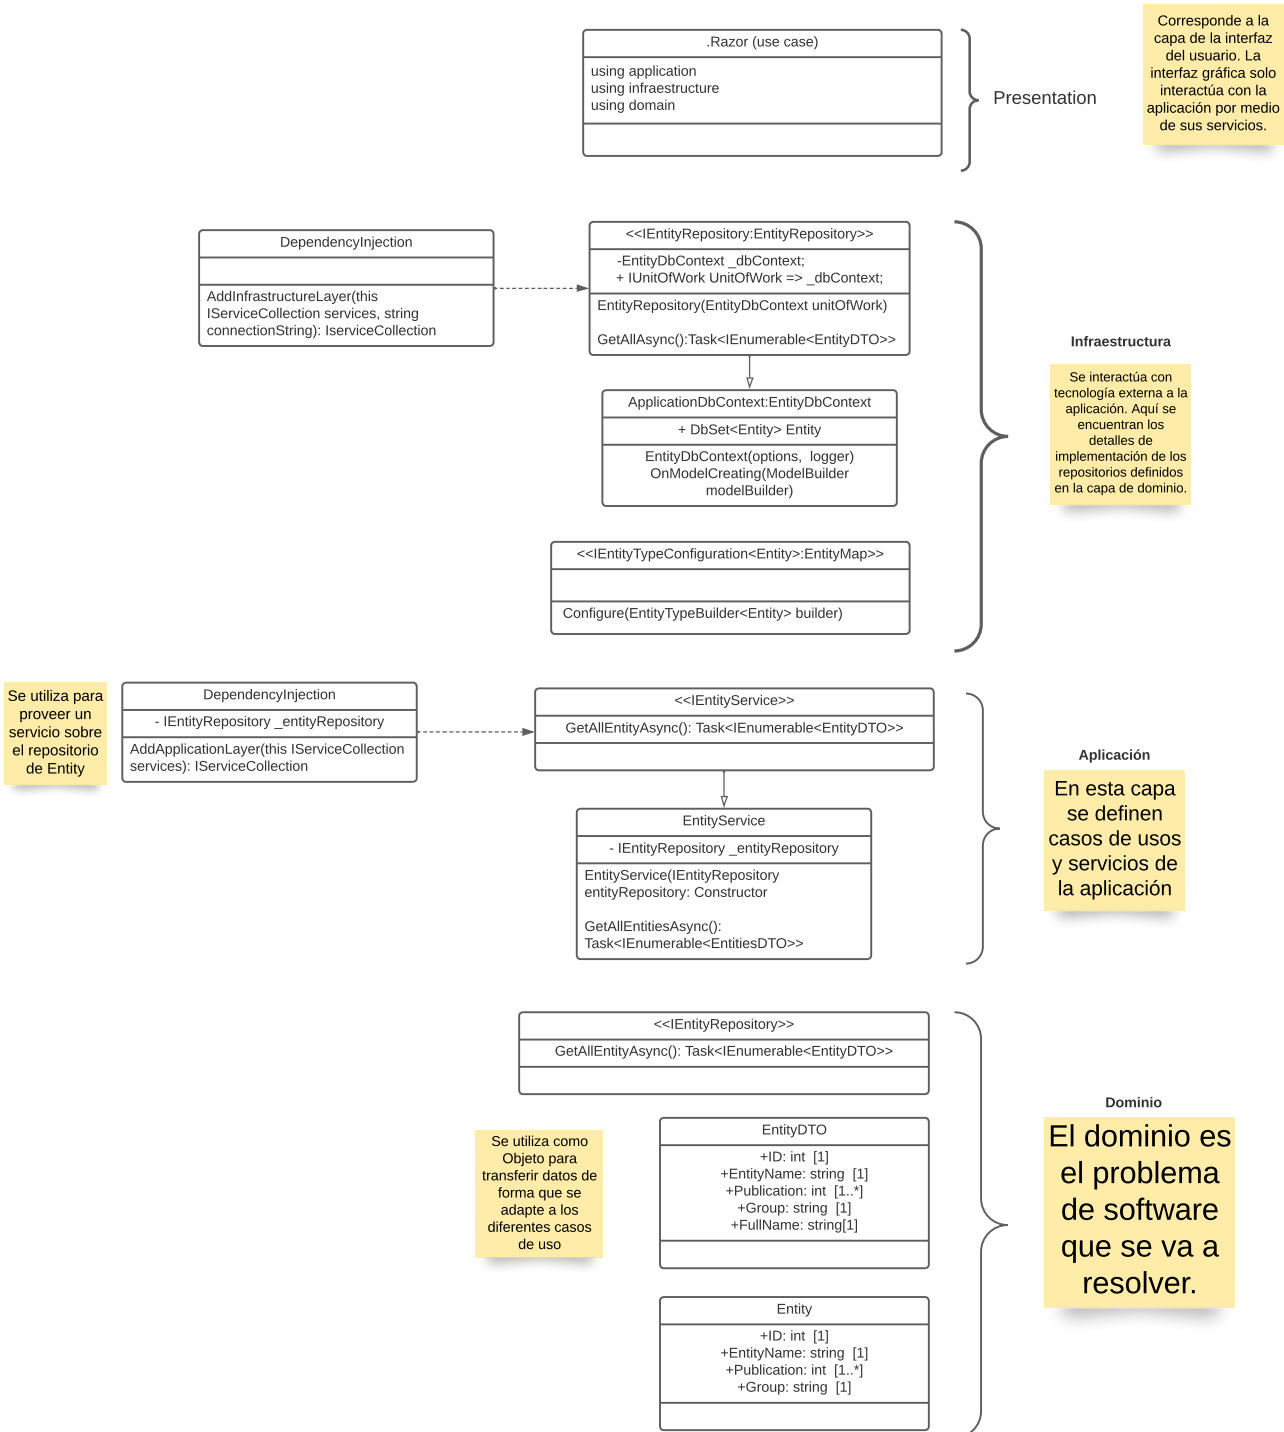 .Razor (use case)
using application
using infraestructure
using domain
Presentation
Corresponde a la
capa de la interfaz
del usuario. La
interfaz gráfica solo
interactúa con la
aplicación por medio
de sus servicios.
DependencyInjection
AddInfrastructureLayer(this
IServiceCollection services, string
connectionString): IserviceCollection
<<IEntityRepository:EntityRepository>>
-EntityDbContext _dbContext;
+ IUnitOfWork UnitOfWork => _dbContext;
EntityRepository(EntityDbContext unitOfWork)
GetAllAsync():Task<IEnumerable<EntityDTO>>
ApplicationDbContext:EntityDbContext
+ DbSet<Entity> Entity
EntityDbContext(options,  logger)
OnModelCreating(ModelBuilder
modelBuilder)
<<IEntityTypeConfiguration<Entity>:EntityMap>>
Configure(EntityTypeBuilder<Entity> builder)
Infraestructura
Se interactúa con
tecnología externa a la
aplicación. Aquí se
encuentran los
detalles de
implementación de los
repositorios definidos
en la capa de dominio.
Se utiliza para
proveer un
servicio sobre
el repositorio
de Entity
DependencyInjection
- IEntityRepository _entityRepository
AddApplicationLayer(this IServiceCollection
services): IServiceCollection
<<IEntityService>>
GetAllEntityAsync(): Task<IEnumerable<EntityDTO>>
EntityService
- IEntityRepository _entityRepository
EntityService(IEntityRepository
entityRepository: Constructor
GetAllEntitiesAsync():
Task<IEnumerable<EntitiesDTO>>
Aplicación
En esta capa
se definen
casos de usos
y servicios de
la aplicación
<<IEntityRepository>>
GetAllEntityAsync(): Task<IEnumerable<EntityDTO>>
Se utiliza como
Objeto para
transferir datos de
forma que se
adapte a los
diferentes casos
de uso
EntityDTO
+ID: int  [1]
+EntityName: string  [1]
+Publication: int  [1..*]
+Group: string  [1]
+FullName: string[1]
Entity
+ID: int  [1]
+EntityName: string  [1]
+Publication: int  [1..*]
+Group: string  [1]
Dominio
El dominio es
el problema
de software
que se va a
resolver.